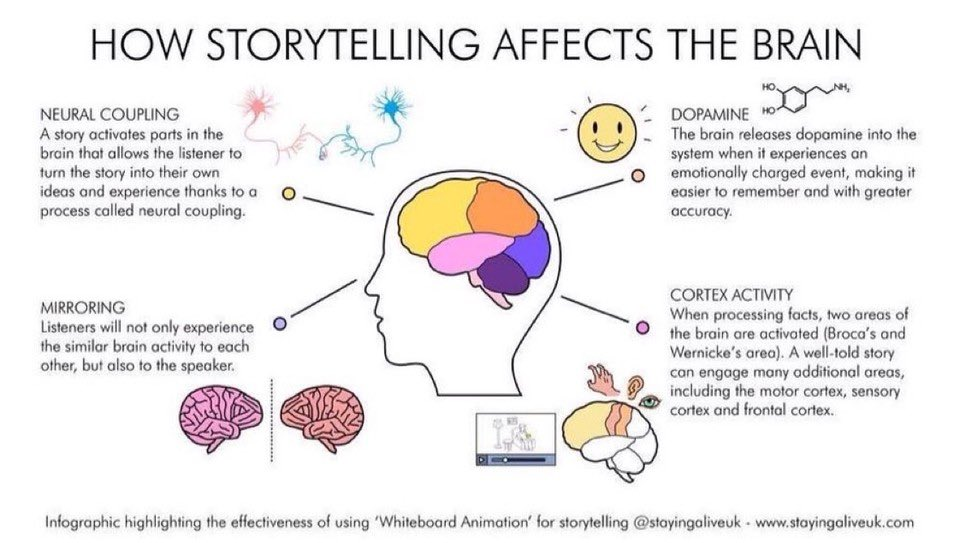 HOW STORYTELLING AFFECTS THE BRAIN
NEURAL COUPLING
A story activates parts in the
brain that allows the listener to
turn the story into their own
ideas and experience thanks to a
process called neural coupling.
HO
HO
NH₂
DOPAMINE
The brain releases dopamine into the
system when it experiences an
emotionally charged event, making it
easier to remember and with greater
accuracy.
MIRRORING
Listeners will not only experience
the similar brain activity to each
other, but also to the speaker.
CORTEX ACTIVITY
When processing facts, two areas of
the brain are activated (Broca's and
Wernicke's area). A well-told story
can engage many additional areas,
including the motor cortex, sensory
cortex and frontal cortex.
Infographic highlighting the effectiveness of using 'Whiteboard Animation' for storytelling @stayingaliveuk - www.stayingaliveuk.com